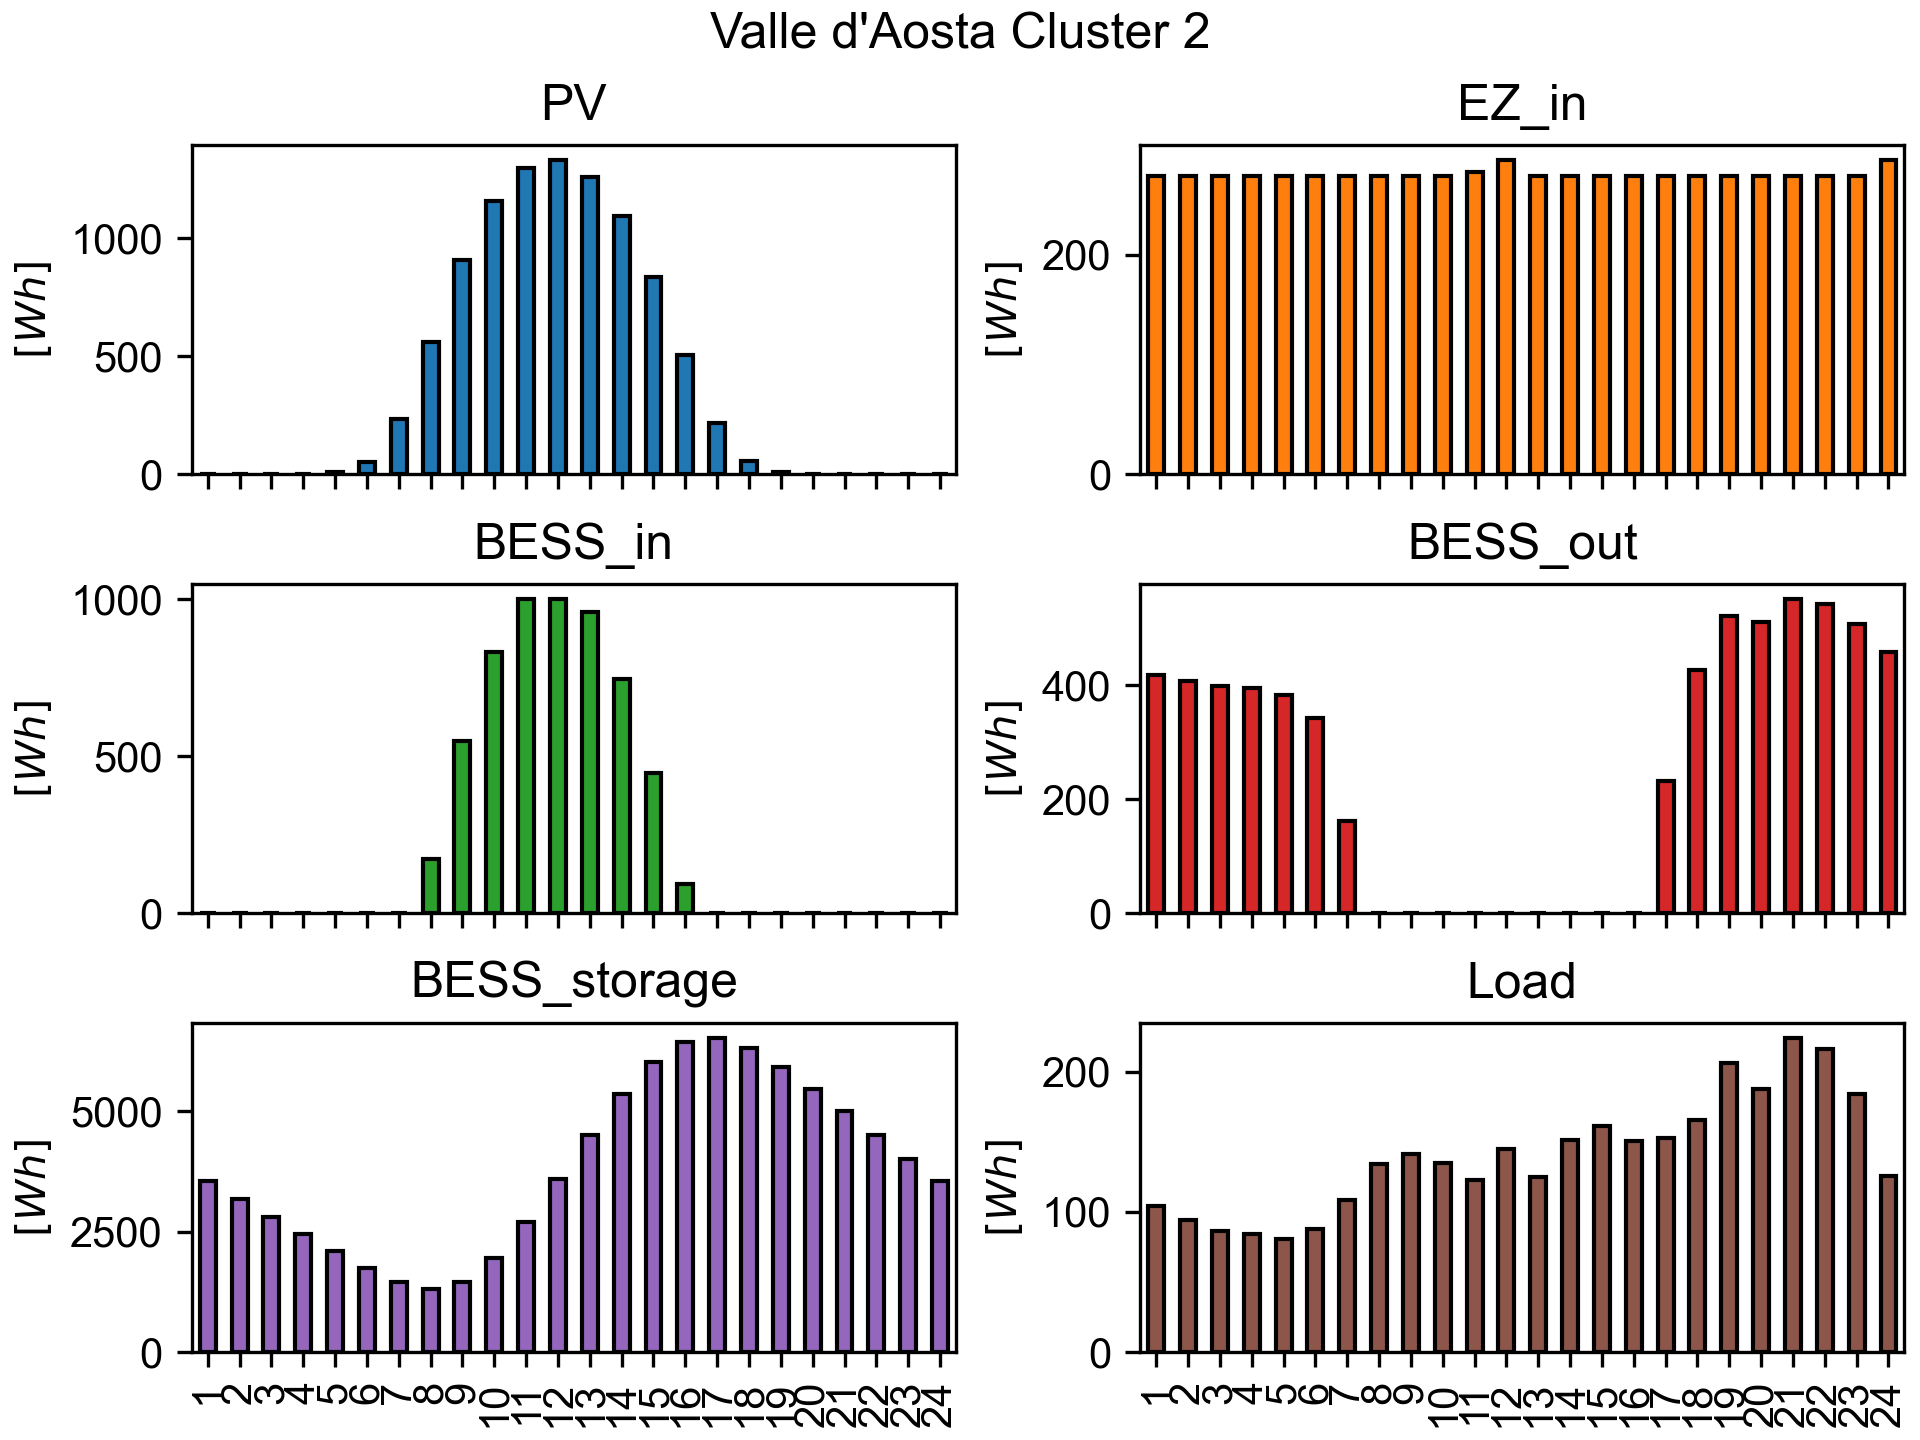 Valle d'Aosta Cluster 2
PV
[Wh]
1000
500
0
EZ_in
[Wh]
200
0
BESS_in
[Wh]
1000
500
0
BESS_out
[Wh]
400
200
0
BESS_storage
[Wh]
5000
2500
0
1 2 3 4 5 6 7 8 9 10 11 12 13 14 15 16 17 18 19 20 21 22 23 24
Load
[Wh]
200
100
0
1 2 3 4 5 6 7 8 9 10 11 12 13 14 15 16 17 18 19 20 21 22 23 24